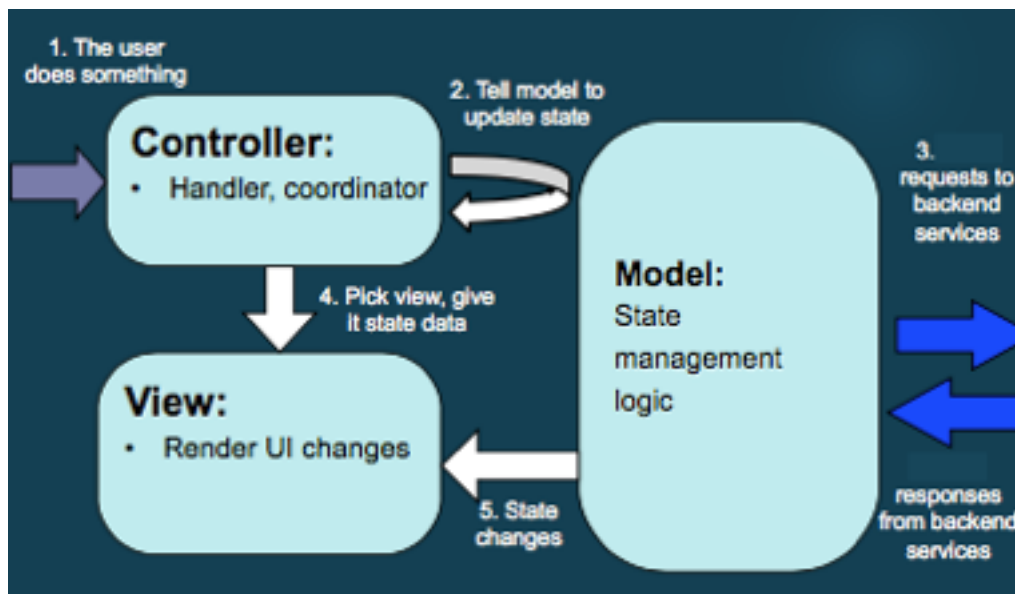 1. The user
does something
2. Tell model to
update state
Controller:
• Handler, coordinator
3.
requests to
backend
services
4. Pick view, give
it state data
Model:
State
management
logic
View:
• Render UI changes
5. State
changes
responses
from backend
services